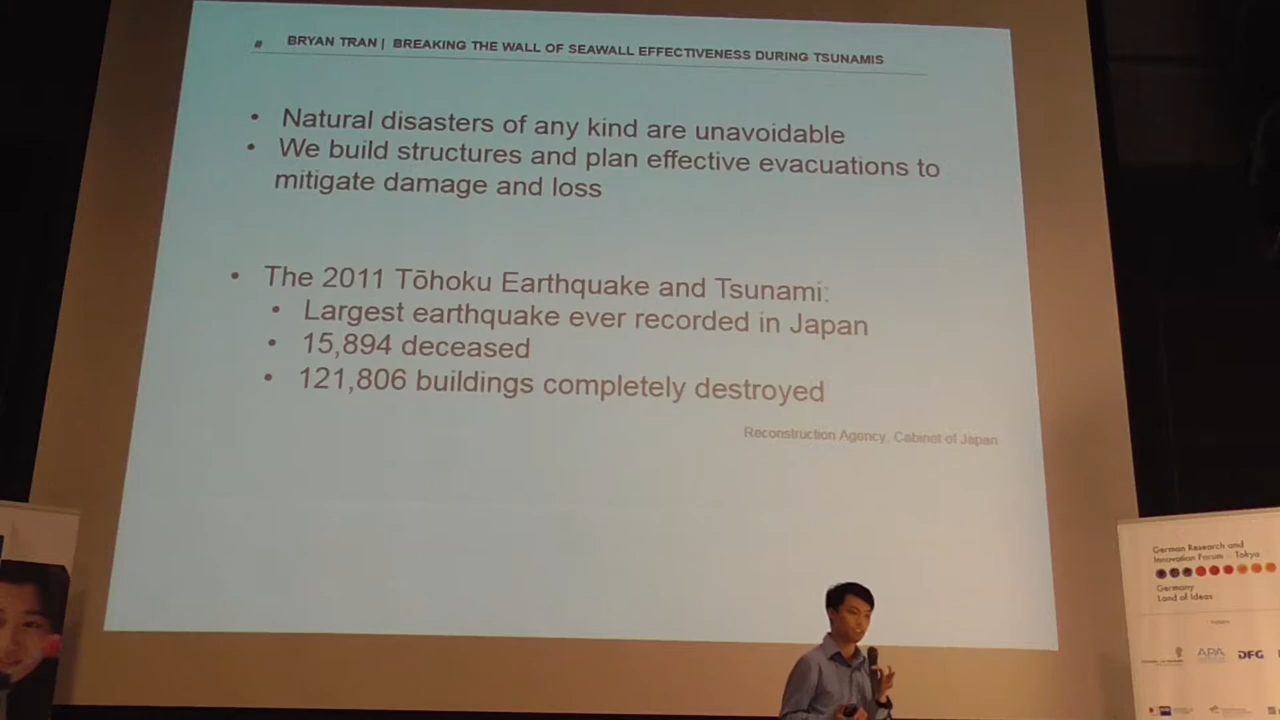 # BRYAN TRAN | BREAKING THE WALL OF SEAWALL EFFECTIVENESS DURING TSUNAMIS
• Natural disasters of any kind are unavoidable
• We build structures and plan effective evacuations to
mitigate damage and loss
• The 2011 Tōhoku Earthquake and Tsunami:
• Largest earthquake ever recorded in Japan
• 15,894 deceased
• 121,806 buildings completely destroyed
Reconstruction Agency, Cabinet of Japan
German Research and
Innovation Forum - Tokyo
Germany
Land of Ideas
APA
DFG